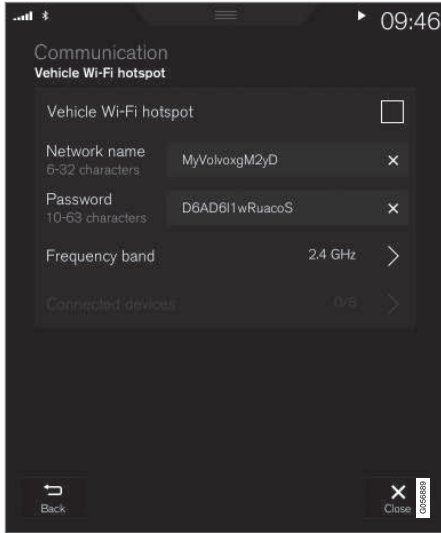 09:46
Communication
Vehicle Wi-Fi hotspot
Vehicle Wi-Fi hotspot
Network name
6-32 characters
MyVolvoxgM2yD
Password
10-63 characters
D6AD6I1wRuacoS
Frequency band
2.4 GHz
Connected devices
0/8
Back
Close
G056889